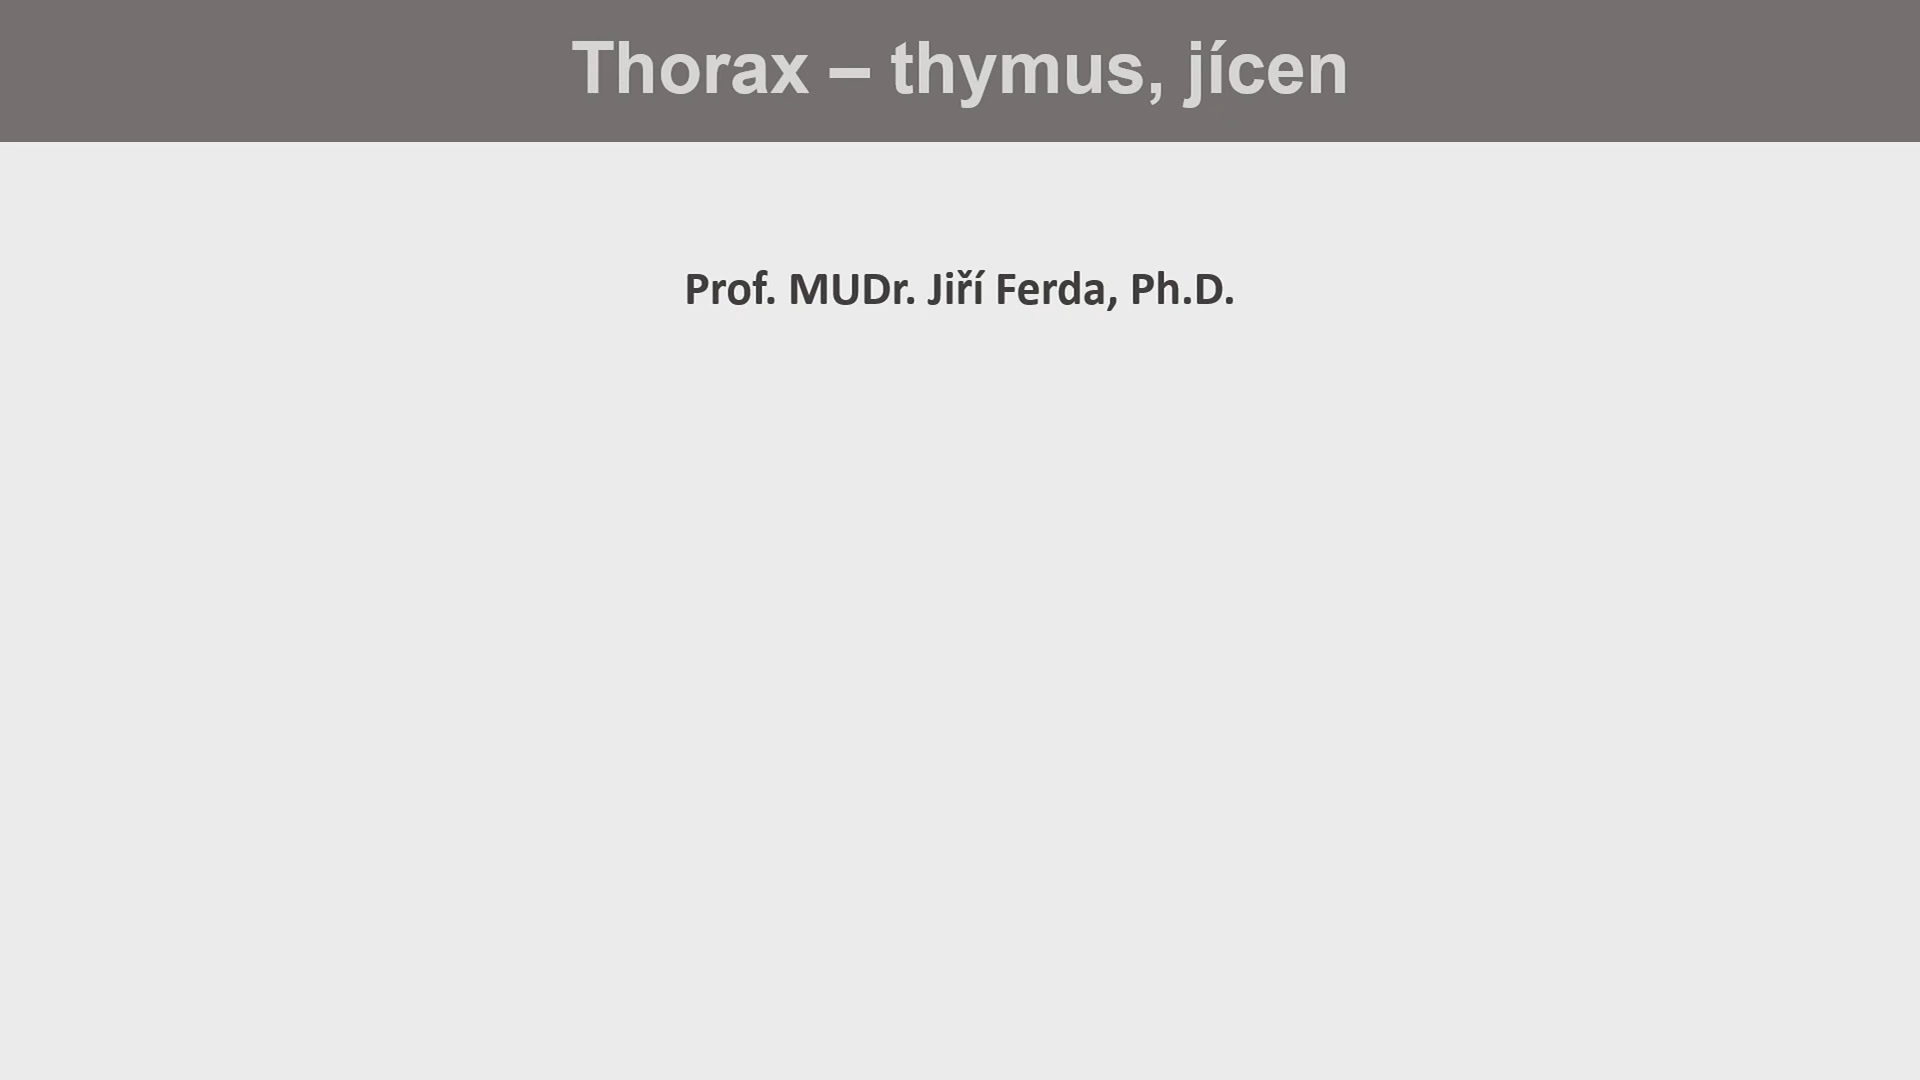 Thorax – thymus, jícen
Prof. MUDr. Jiří Ferda, Ph.D.